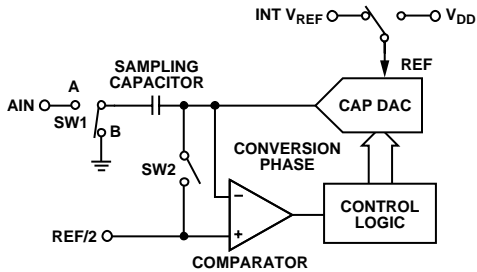 INT VREF
VDD
SAMPLING
CAPACITOR
REF
A
AIN
CAP DAC
SW1
B
CONVERSION
PHASE
SW2
−
CONTROL
LOGIC
REF/2
+
COMPARATOR